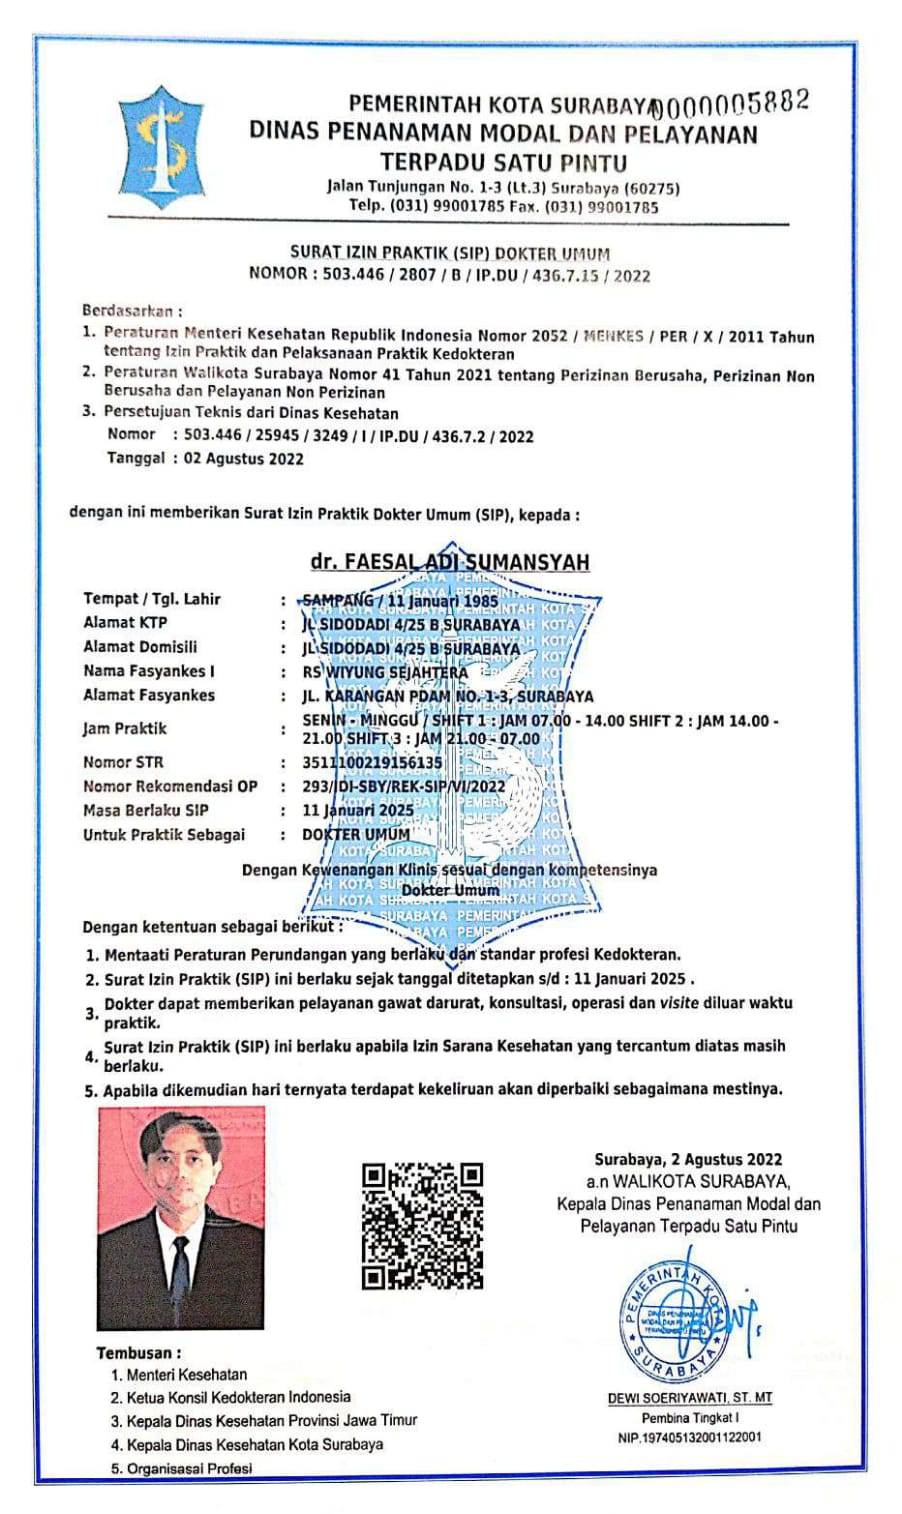 PEMERINTAH KOTA SURABAYA
0000005882
DINAS PENANAMAN MODAL DAN PELAYANAN
TERPADU SATU PINTU
Jalan Tunjungan No. 1-3 (Lt.3) Surabaya (60275)
Telp. (031) 99001785 Fax. (031) 99001785
SURAT IZIN PRAKTIK (SIP) DOKTER UMUM
NOMOR : 503.446 / 2807 / B / IP.DU / 436.7.15 / 2022
Berdasarkan :
1. Peraturan Menteri Kesehatan Republik Indonesia Nomor 2052 / MENKES / PER / X / 2011 Tahun
tentang Izin Praktik dan Pelaksanaan Praktik Kedokteran
2. Peraturan Walikota Surabaya Nomor 41 Tahun 2021 tentang Perizinan Berusaha, Perizinan Non
Berusaha dan Pelayanan Non Perizinan
3. Persetujuan Teknis dari Dinas Kesehatan
Nomor : 503.446 / 25945 / 3249 / I / IP.DU / 436.7.2 / 2022
Tanggal : 02 Agustus 2022
dengan ini memberikan Surat Izin Praktik Dokter Umum (SIP), kepada :
dr. FAESAL ADI SUMANSYAH
Tempat / Tgl. Lahir : SAMPANG / 11 Januari 1985
Alamat KTP : JL SIDODADI 4/25 B SURABAYA
Alamat Domisili : JL SIDODADI 4/25 B SURABAYA
Nama Fasyankes I : RS WIYUNG SEJAHTERA
Alamat Fasyankes : JL. KARANGAN PDAM NO. 1-3, SURABAYA
Jam Praktik : SENIN - MINGGU / SHIFT 1 : JAM 07.00 - 14.00 SHIFT 2 : JAM 14.00 -
21.00 SHIFT 3 : JAM 21.00 - 07.00
Nomor STR : 3511100219156135
Nomor Rekomendasi OP : 293/IDI-SBY/REK-SIP/VI/2022
Masa Berlaku SIP : 11 Januari 2025
Untuk Praktik Sebagai : DOKTER UMUM
Dengan Kewenangan Klinis sesuai dengan kompetensinya
Dokter Umum
Dengan ketentuan sebagai berikut :
1. Mentaati Peraturan Perundangan yang berlaku dan standar profesi Kedokteran.
2. Surat Izin Praktik (SIP) ini berlaku sejak tanggal ditetapkan s/d : 11 Januari 2025 .
3. Dokter dapat memberikan pelayanan gawat darurat, konsultasi, operasi dan visite diluar waktu
praktik.
4. Surat Izin Praktik (SIP) ini berlaku apabila Izin Sarana Kesehatan yang tercantum diatas masih
berlaku.
5. Apabila dikemudian hari ternyata terdapat kekeliruan akan diperbaiki sebagaimana mestinya.
Surabaya, 2 Agustus 2022
a.n WALIKOTA SURABAYA,
Kepala Dinas Penanaman Modal dan
Pelayanan Terpadu Satu Pintu
PEMERINTAH KOTA
SURABAYA
DEWI SOERIYAWATI, ST. MT
Pembina Tingkat I
NIP.197405132001122001
Tembusan :
1. Menteri Kesehatan
2. Ketua Konsil Kedokteran Indonesia
3. Kepala Dinas Kesehatan Provinsi Jawa Timur
4. Kepala Dinas Kesehatan Kota Surabaya
5. Organisasai Profesi